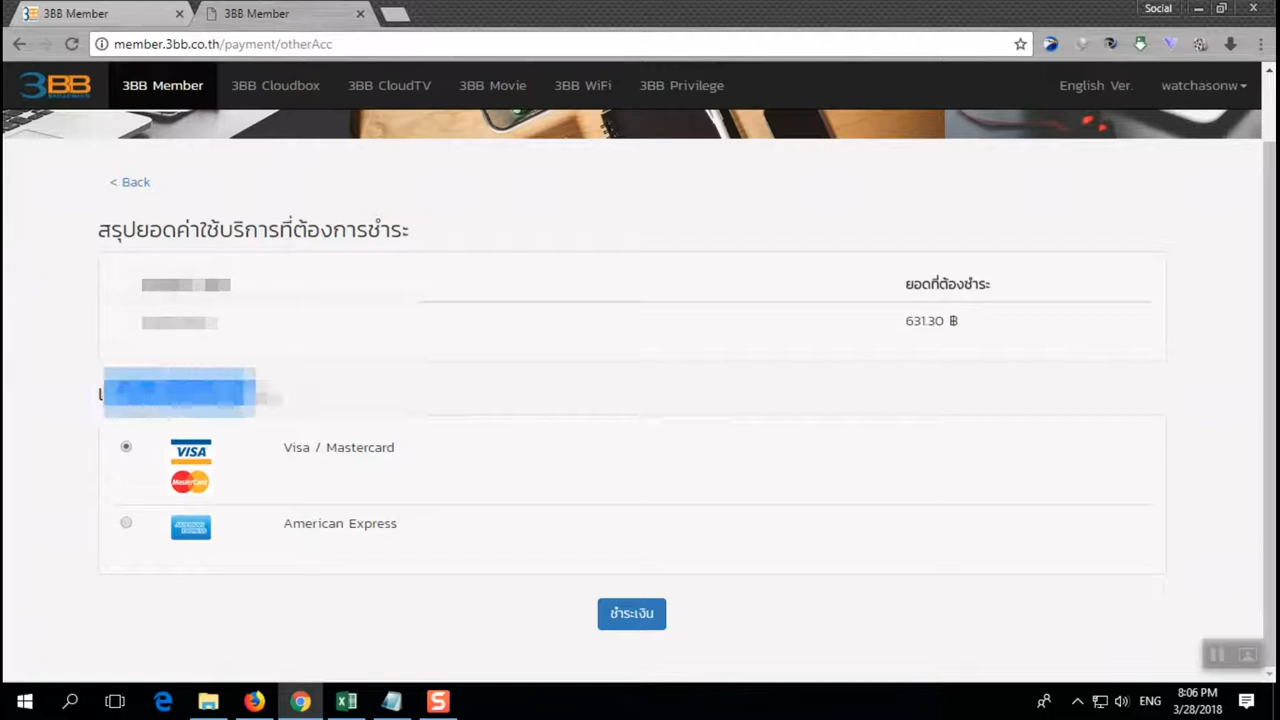 3BB Member
3BB Member
Social
member.3bb.co.th/payment/otherAcc
3BB 3BB Member 3BB Cloudbox 3BB CloudTV 3BB Movie 3BB WiFi 3BB Privilege English Ver. watchasonw
< Back
สรุปยอดค่าใช้บริการที่ต้องการชำระ
ยอดที่ต้องชำระ
631.30 ฿
VISA
MasterCard
Visa / Mastercard
AMERICAN EXPRESS
American Express
ชำระเงิน
ENG
8:06 PM
3/28/2018